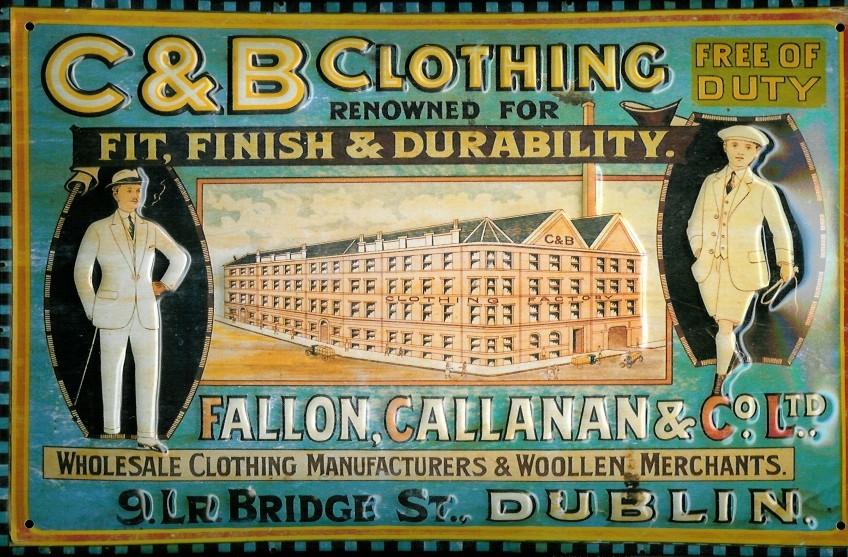 C&B CLOTHING
FREE OF DUTY
RENOWNED FOR
FIT, FINISH & DURABILITY.
C&B
CLOTHING FACTORY
FALLON, CALLANAN & Co. LTD.
WHOLESALE CLOTHING MANUFACTURERS & WOOLLEN MERCHANTS.
9. LR. BRIDGE ST., DUBLIN.